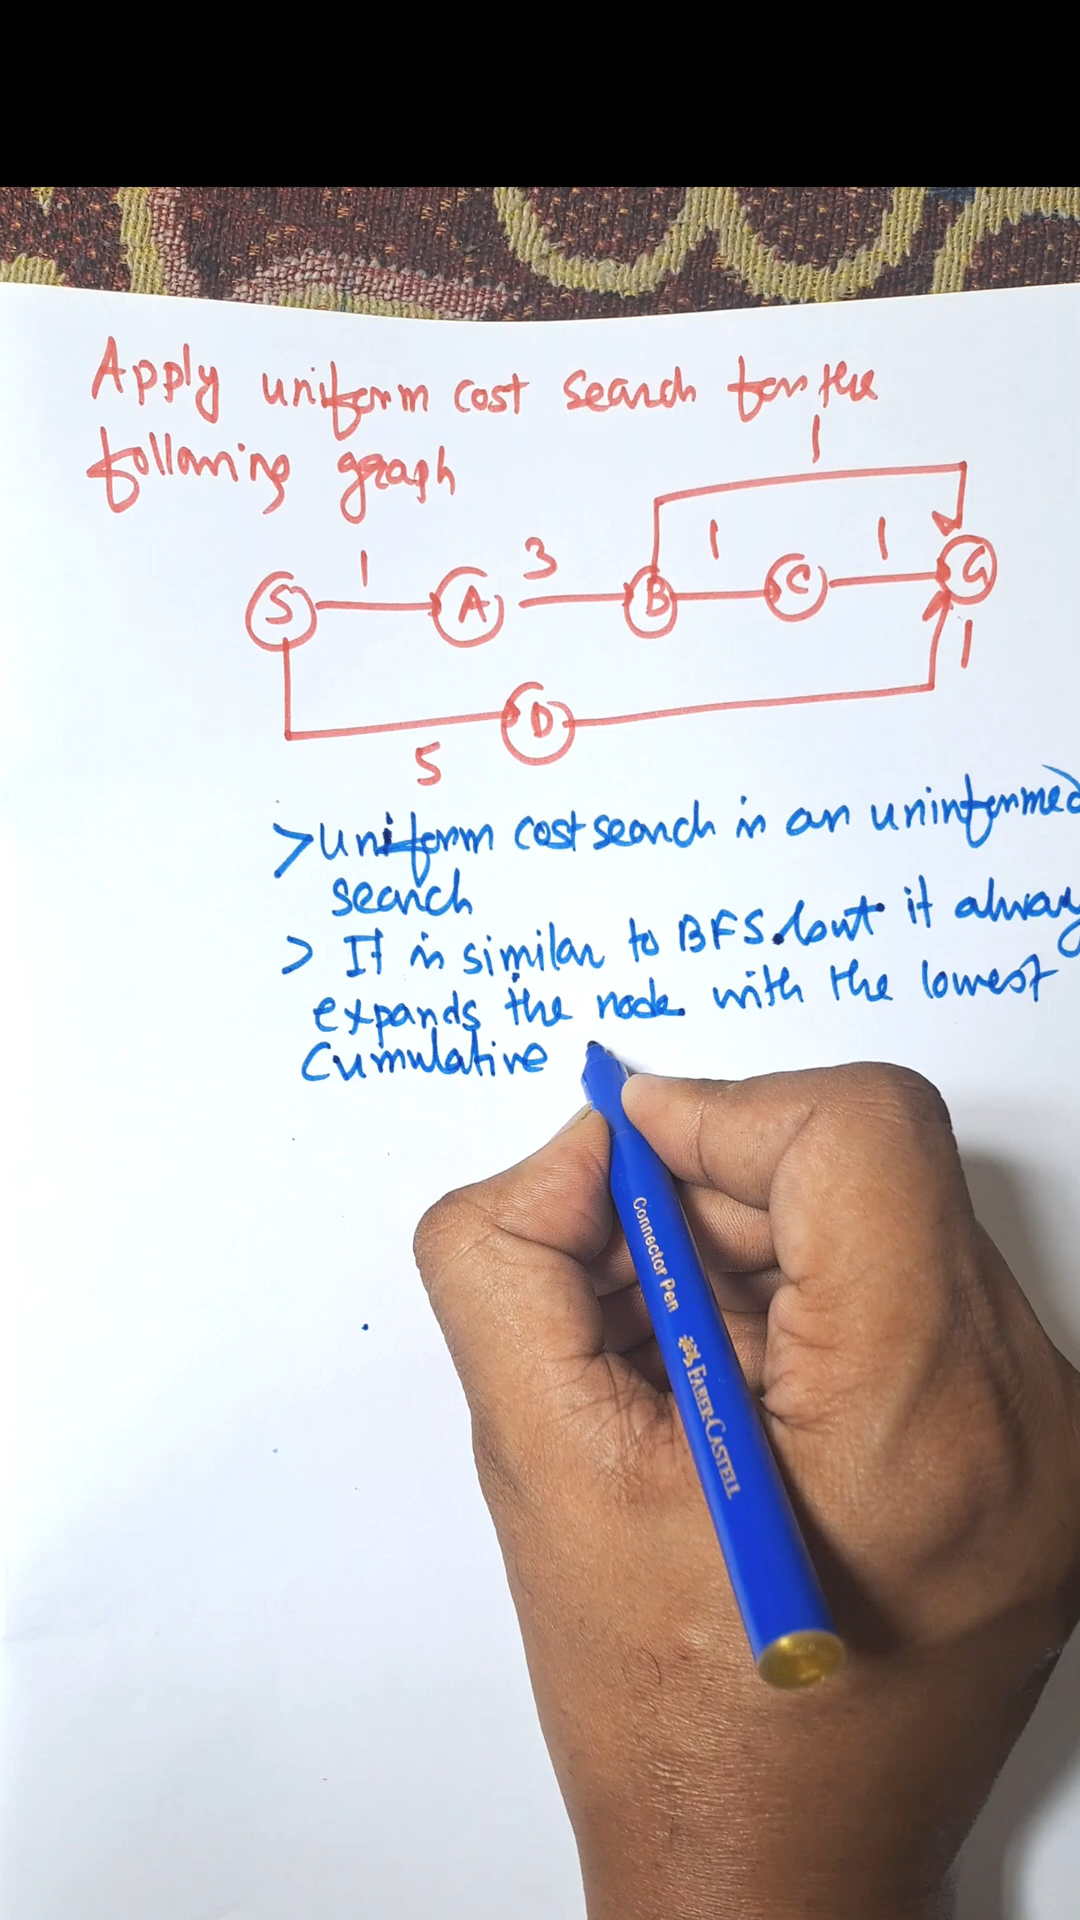 Apply uniform cost search for the
following graph
1
1 3 1 1
S A B C G
1
D
5
> uniform cost search is an uninformed
search
> It is similar to BFS. but it always
expands the node with the lowest
Cumulative
Connector Pen FABER-CASTELL